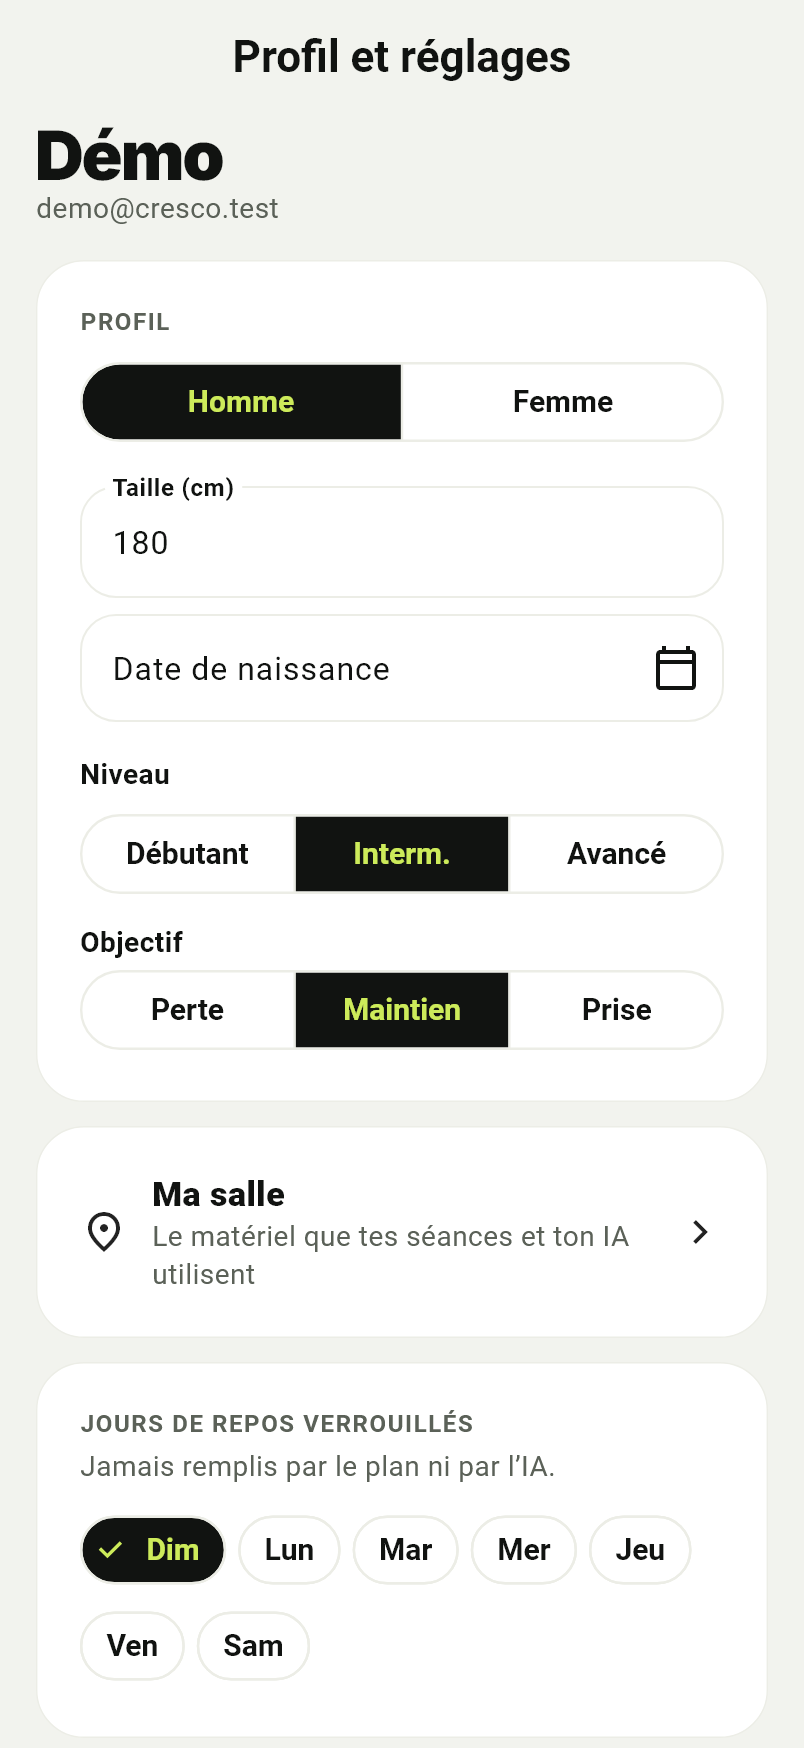 Profil et réglages
Démo
demo@cresco.test
PROFIL
Homme
Femme
Taille (cm)
180
Date de naissance
Niveau
Débutant
Interm.
Avancé
Objectif
Perte
Maintien
Prise
Ma salle
Le matériel que tes séances et ton IA
utilisent
JOURS DE REPOS VERROUILLÉS
Jamais remplis par le plan ni par l’IA.
Dim
Lun
Mar
Mer
Jeu
Ven
Sam